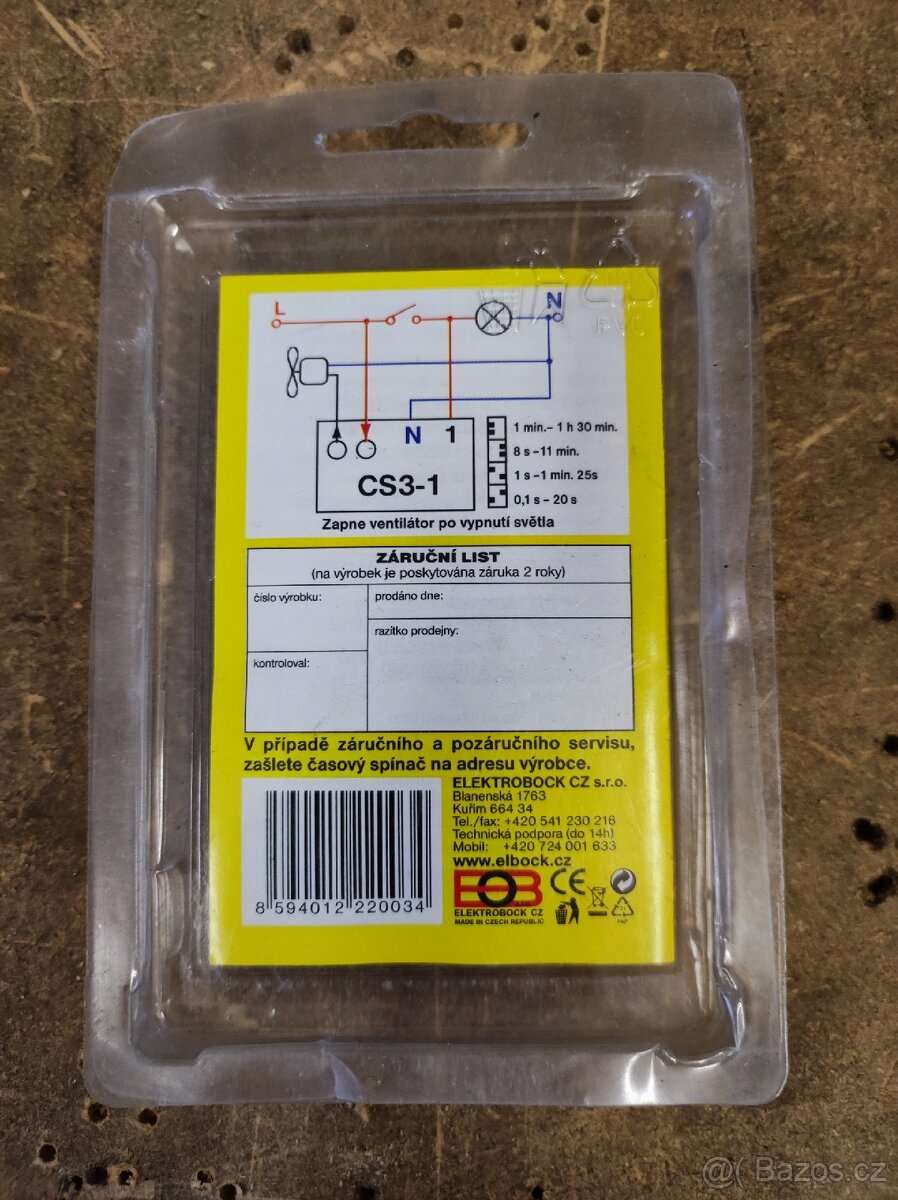 PVC
L
N
N 1
CS3-1
1 min.– 1 h 30 min.
8 s –11 min.
1 s –1 min. 25s
0,1 s – 20 s
Zapne ventilátor po vypnutí světla
ZÁRUČNÍ LIST
(na výrobek je poskytována záruka 2 roky)
číslo výrobku:
prodáno dne:
razítko prodejny:
kontroloval:
V případě záručního a pozáručního servisu,
zašlete časový spínač na adresu výrobce.
ELEKTROBOCK CZ s.r.o.
Blanenská 1763
Kuřim 664 34
Tel./fax: +420 541 230 216
Technická podpora (do 14h)
Mobil: +420 724 001 633
www.elbock.cz
EOB
s.r.o.
CE
ELEKTROBOCK CZ
MADE IN CZECH REPUBLIC
8 594012 220034
Bazos.cz